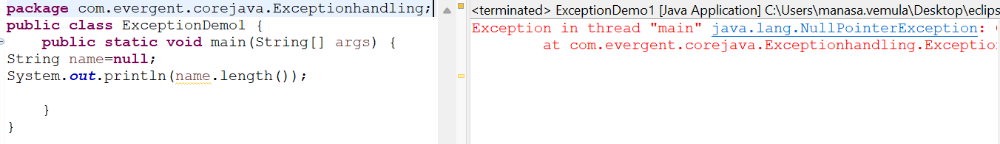 package com.evergent.corejava.Exceptionhandling;
public class ExceptionDemo1 {
public static void main(String[] args) {
String name=null;
System.out.println(name.length());
}
}
<terminated> ExceptionDemo1 [Java Application] C:\Users\manasa.vemula\Desktop\eclips
Exception in thread "main" java.lang.NullPointerException:
at com.evergent.corejava.Exceptionhandling.Exceptio